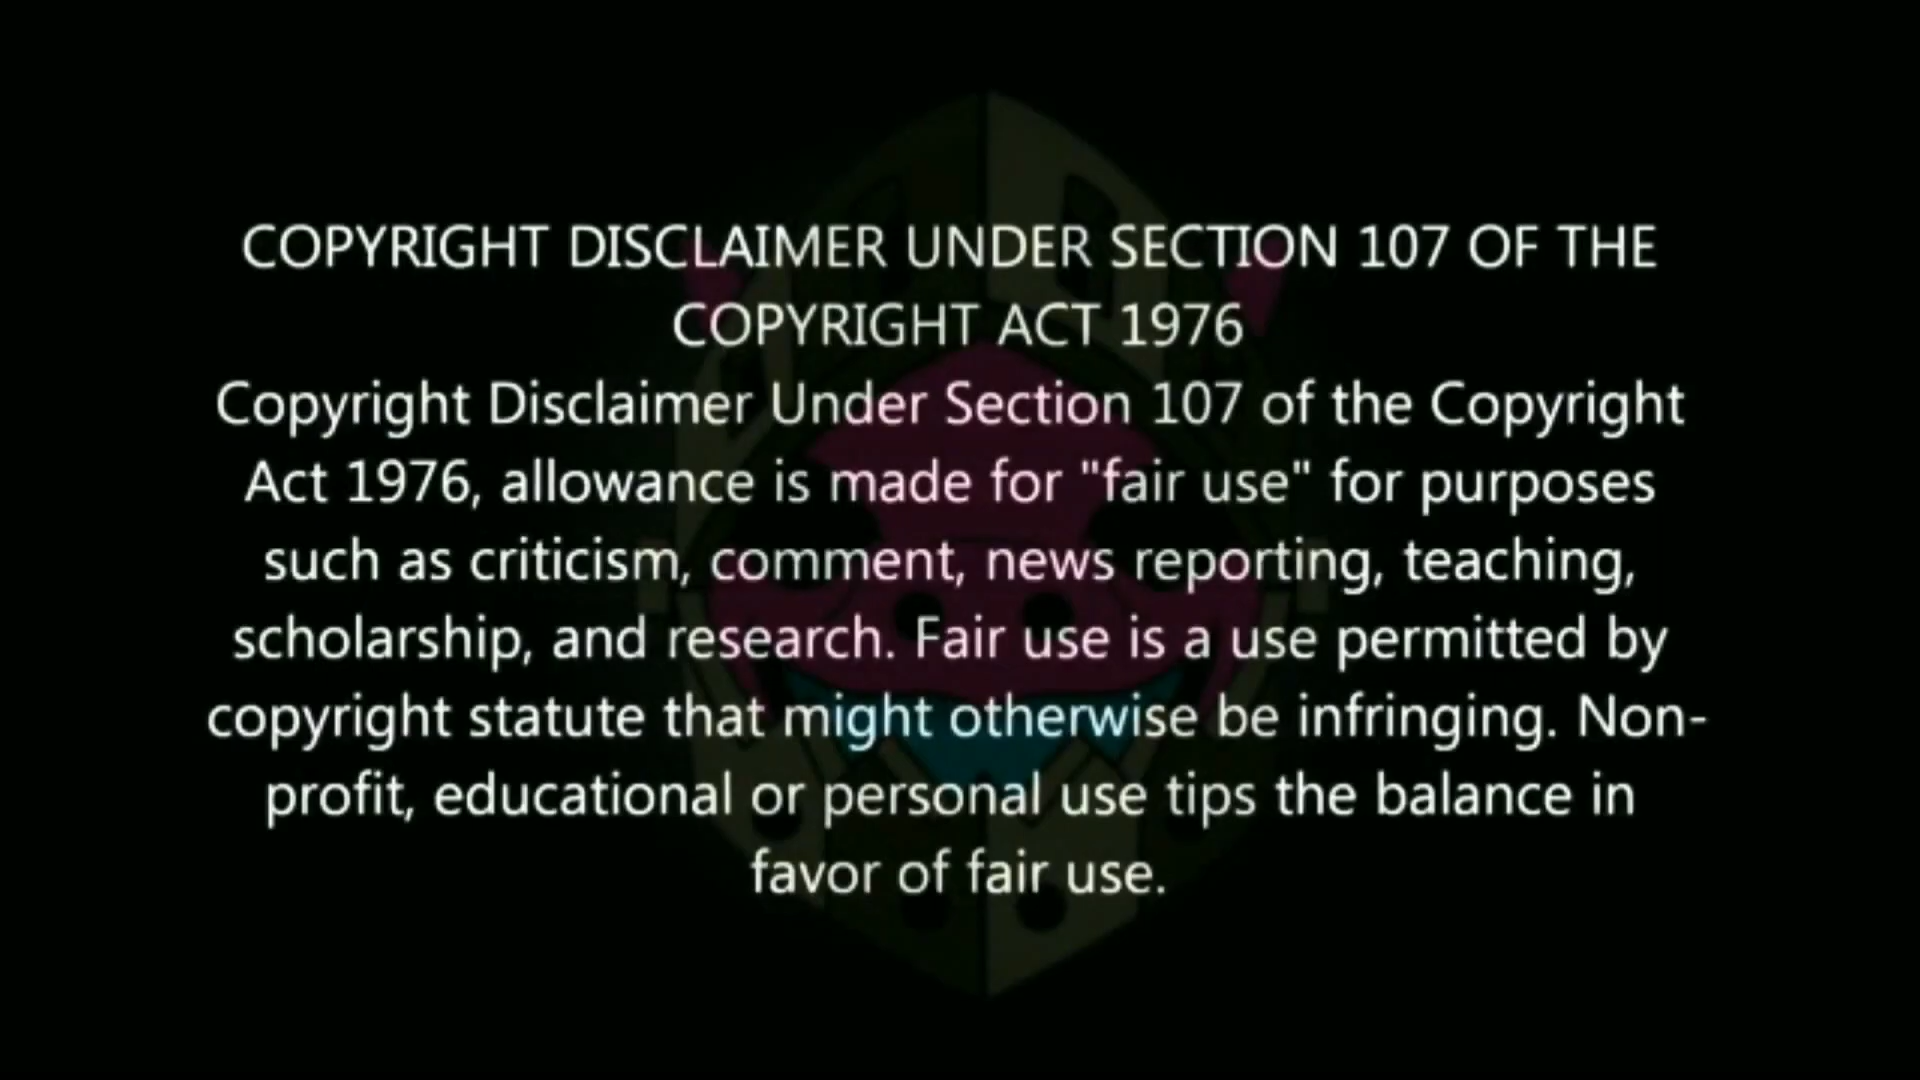 COPYRIGHT DISCLAIMER UNDER SECTION 107 OF THE
COPYRIGHT ACT 1976
Copyright Disclaimer Under Section 107 of the Copyright
Act 1976, allowance is made for "fair use" for purposes
such as criticism, comment, news reporting, teaching,
scholarship, and research. Fair use is a use permitted by
copyright statute that might otherwise be infringing. Non-
profit, educational or personal use tips the balance in
favor of fair use.